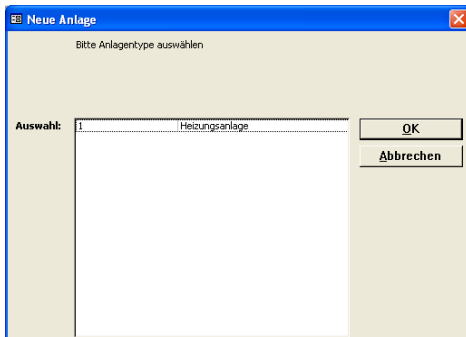 Neue Anlage
Bitte Anlagentype auswählen
Auswahl:
1 Heizungsanlage
OK
Abbrechen